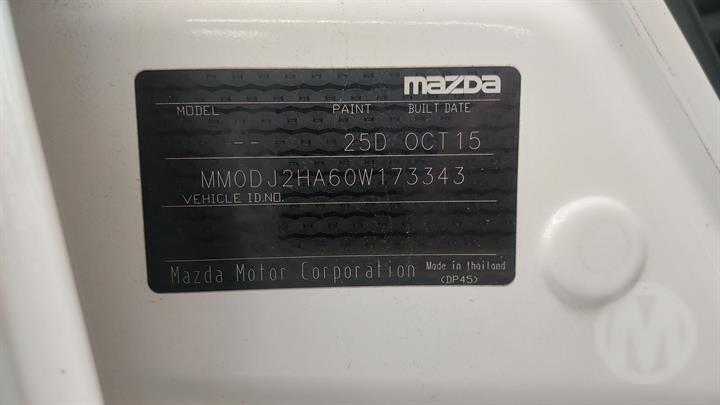 mazda
MODEL PAINT BUILT DATE
-- 25D OCT15
MM0DJ2HA60W173343
VEHICLE ID.NO.
Mazda Motor Corporation Made in thailand
(DP45)
M